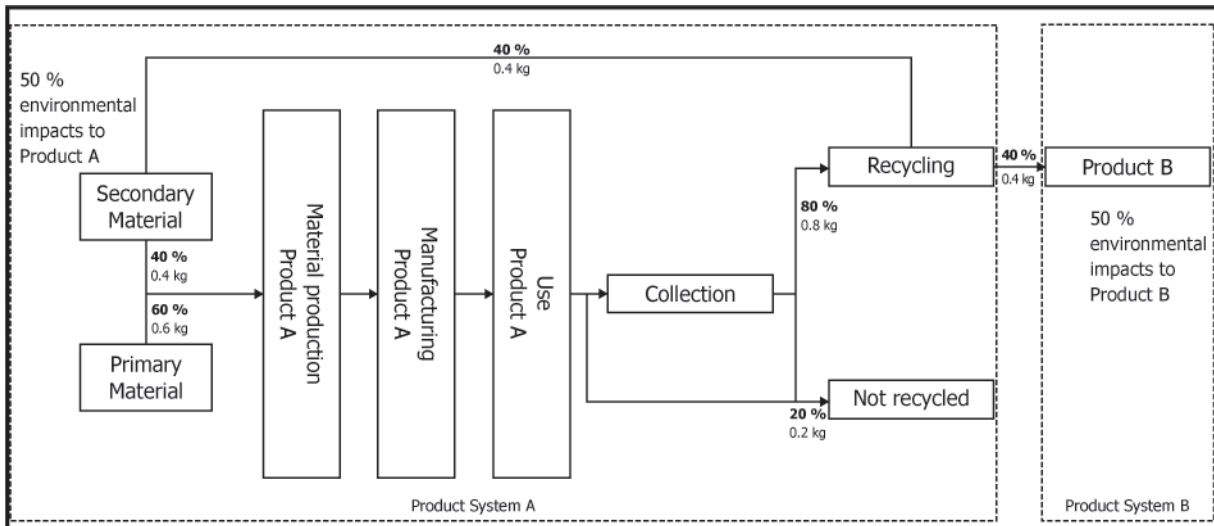 40 %
0.4 kg
50 %
environmental
impacts to
Product A
Secondary
Material
40 %
0.4 kg
60 %
0.6 kg
Primary
Material
Material production
Product A
Manufacturing
Product A
Use
Product A
Collection
80 %
0.8 kg
Recycling
20 %
0.2 kg
Not recycled
40 %
0.4 kg
Product B
50 %
environmental
impacts to
Product B
Product System A
Product System B